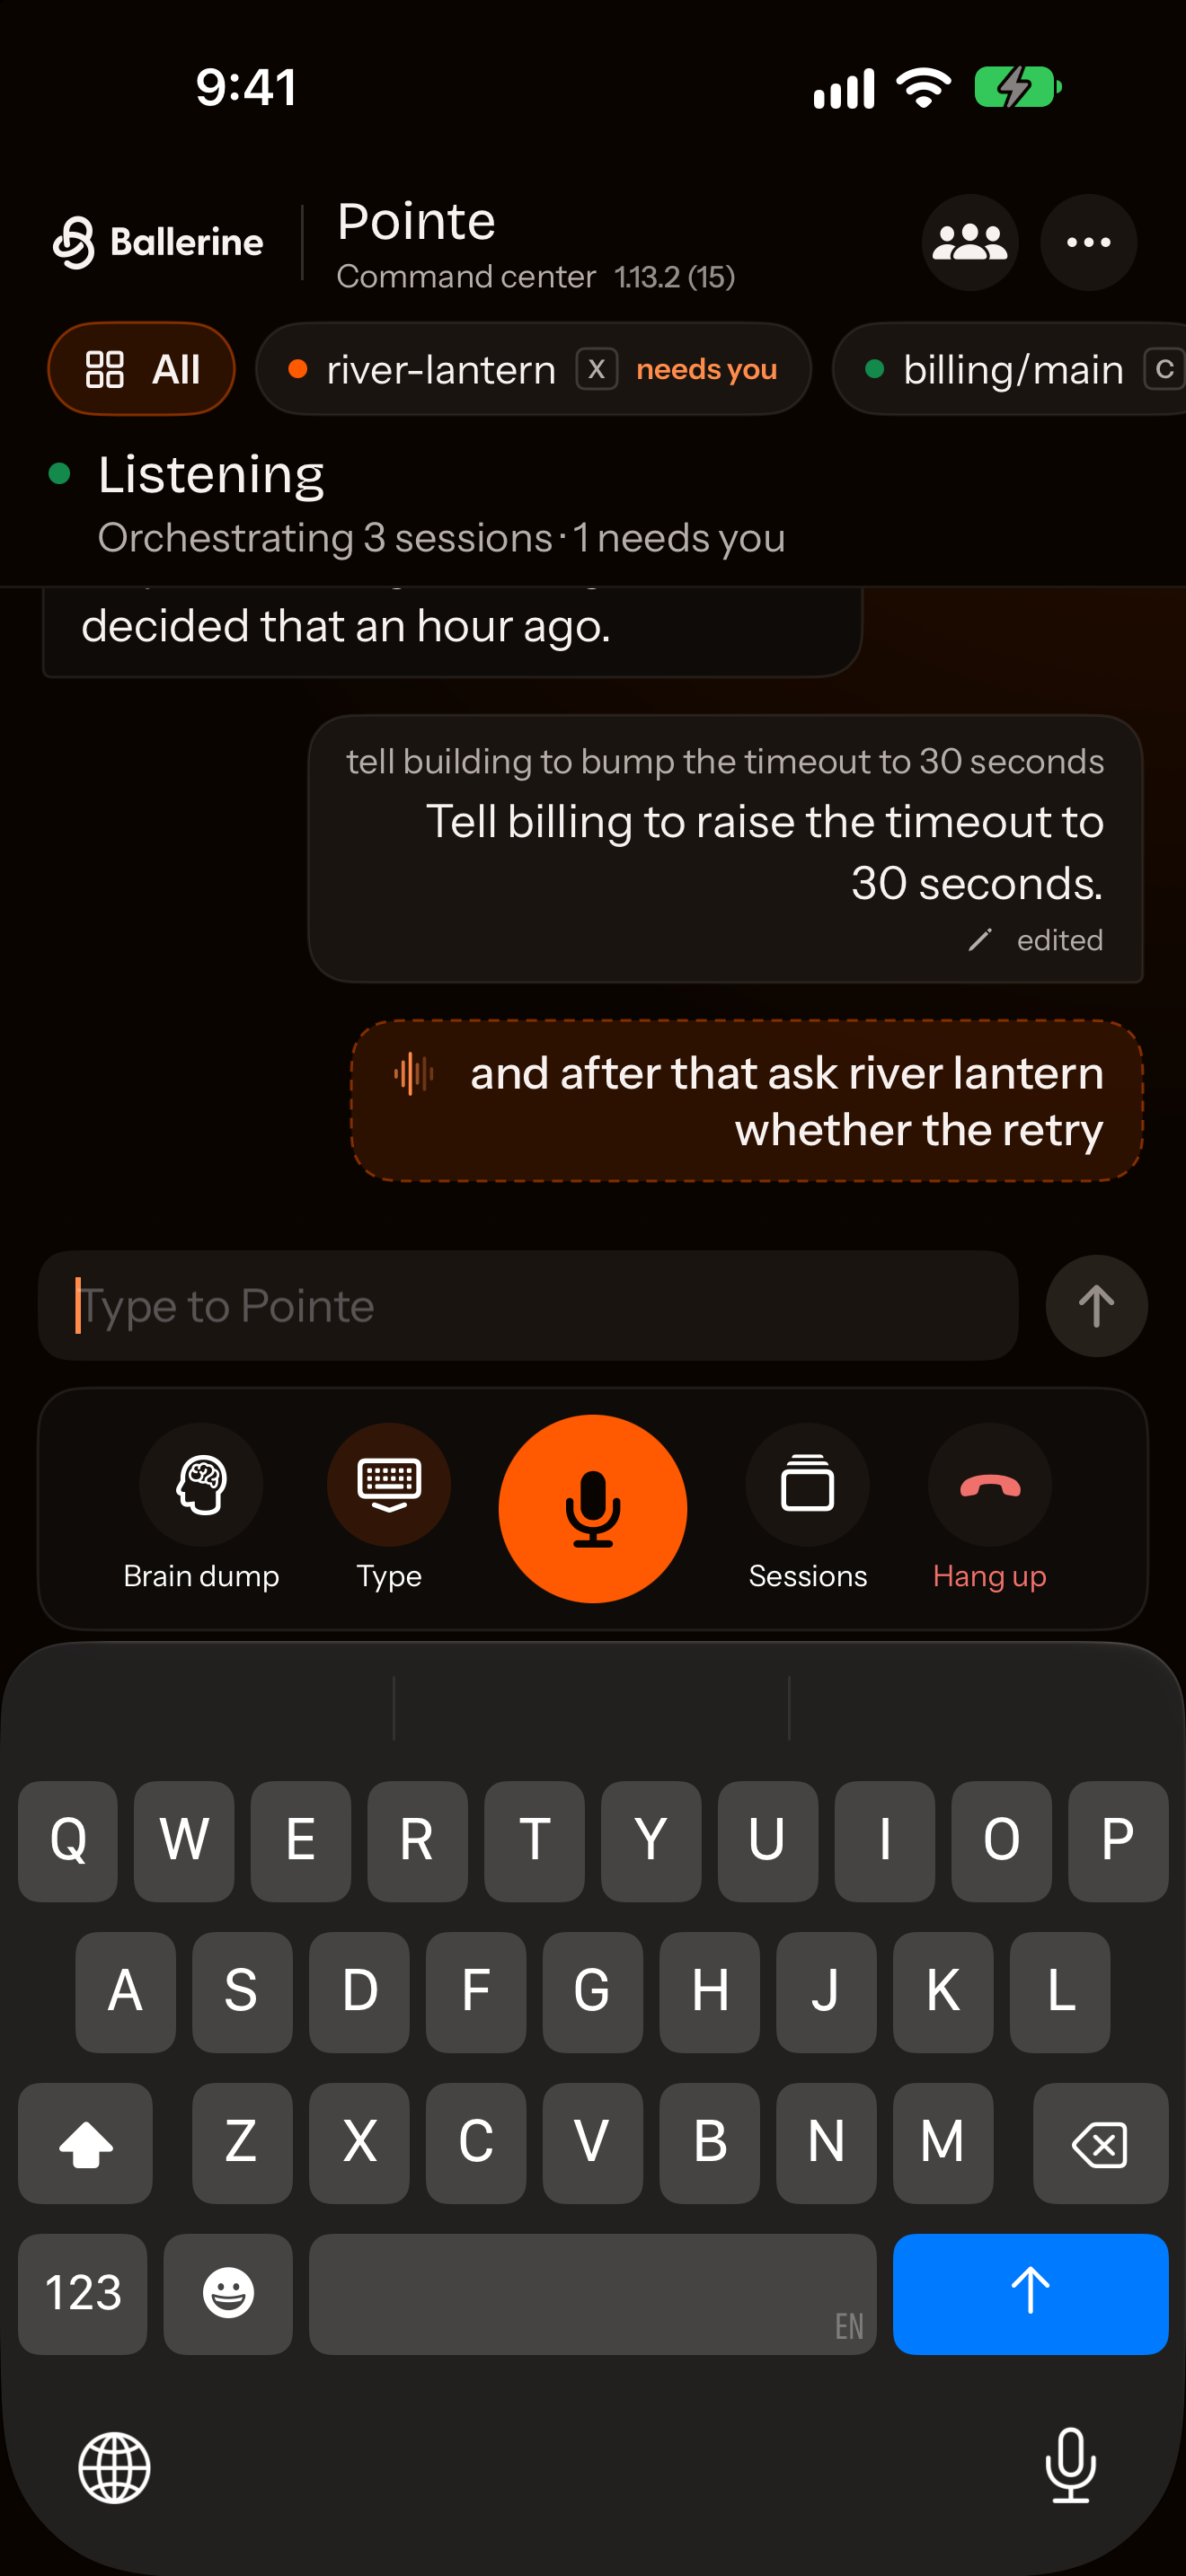 9:41
Ballerine
Pointe
Command center 1.13.2 (15)
All
river-lantern X needs you
billing/main C
Listening
Orchestrating 3 sessions · 1 needs you
decided that an hour ago.
tell building to bump the timeout to 30 seconds
Tell billing to raise the timeout to
30 seconds.
edited
and after that ask river lantern
whether the retry
Type to Pointe
Brain dump Type Sessions Hang up
Q W E R T Y U I O P
A S D F G H J K L
Z X C V B N M
123
EN